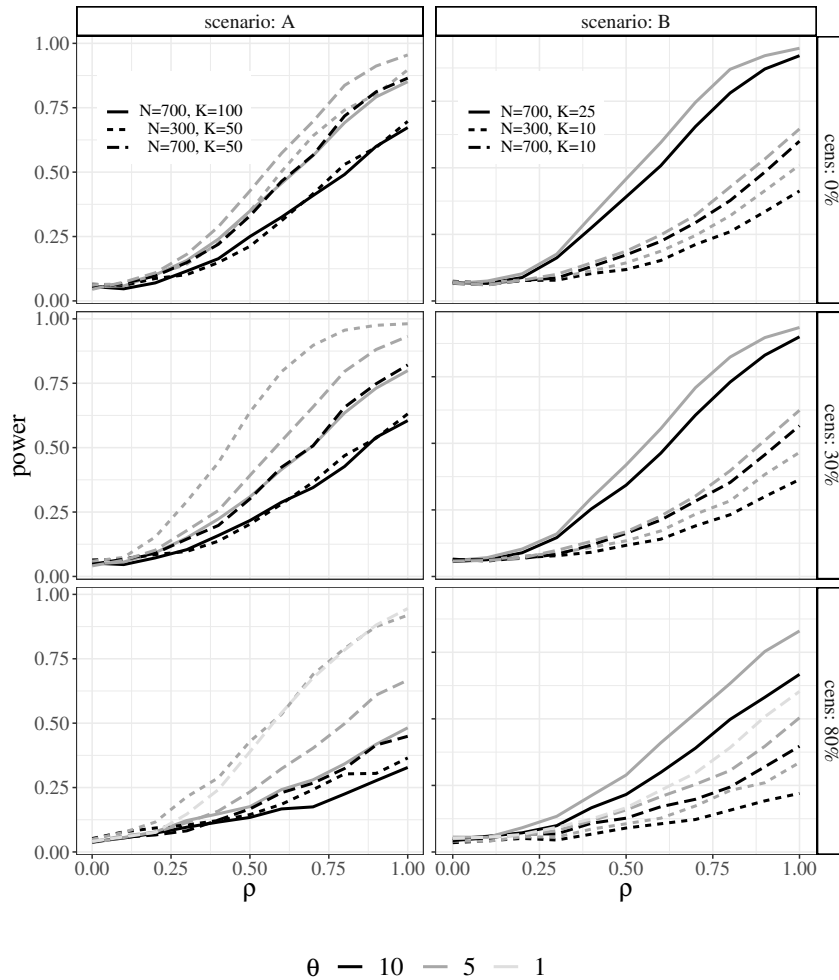 scenario: A
scenario: B
1.00
0.75
0.50
0.25
0.00
N=700, K=100
N=300, K=50
N=700, K=50
N=700, K=25
N=300, K=10
N=700, K=10
cens: 0%
1.00
0.75
0.50
0.25
0.00
cens: 30%
power
1.00
0.75
0.50
0.25
0.00
cens: 80%
0.00 0.25 0.50 0.75 1.00
0.00 0.25 0.50 0.75 1.00
ρ
ρ
θ 10 5 1